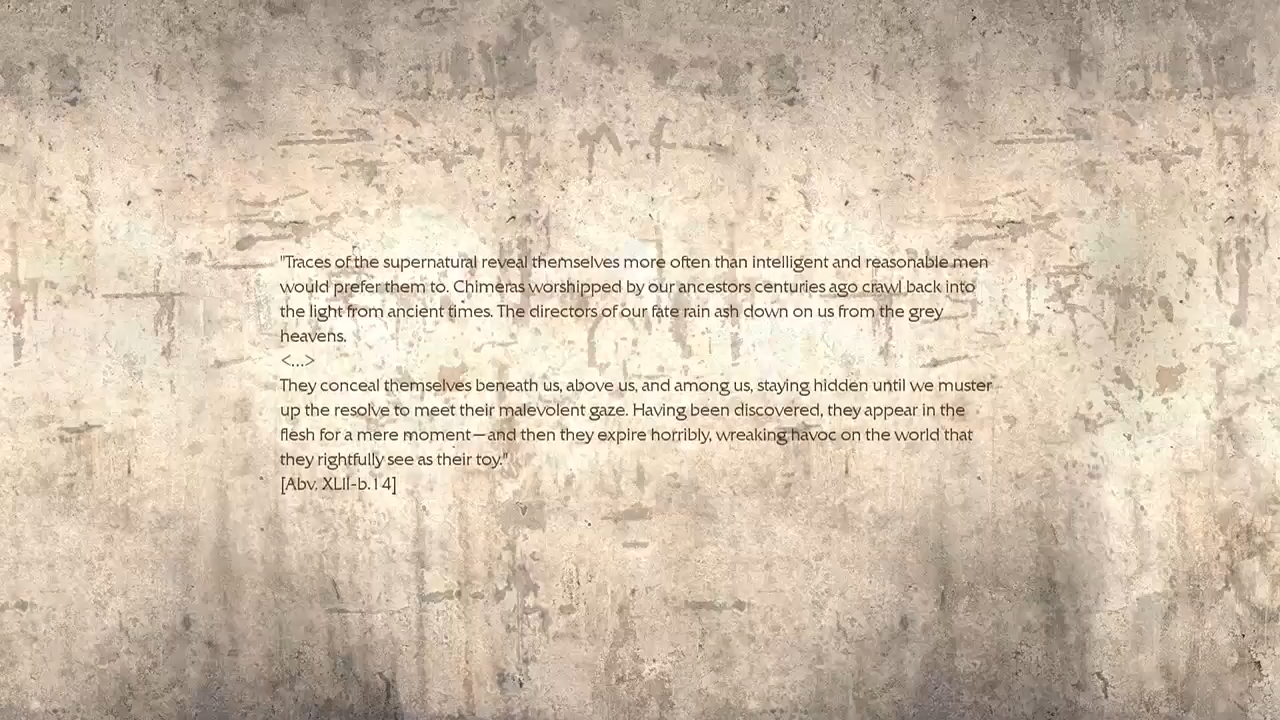 "Traces of the supernatural reveal themselves more often than intelligent and reasonable men
would prefer them to. Chimeras worshipped by our ancestors centuries ago crawl back into
the light from ancient times. The directors of our fate rain ash down on us from the grey
heavens.
<...>
They conceal themselves beneath us, above us, and among us, staying hidden until we muster
up the resolve to meet their malevolent gaze. Having been discovered, they appear in the
flesh for a mere moment—and then they expire horribly, wreaking havoc on the world that
they rightfully see as their toy."
[Abv. XLII-b.14]